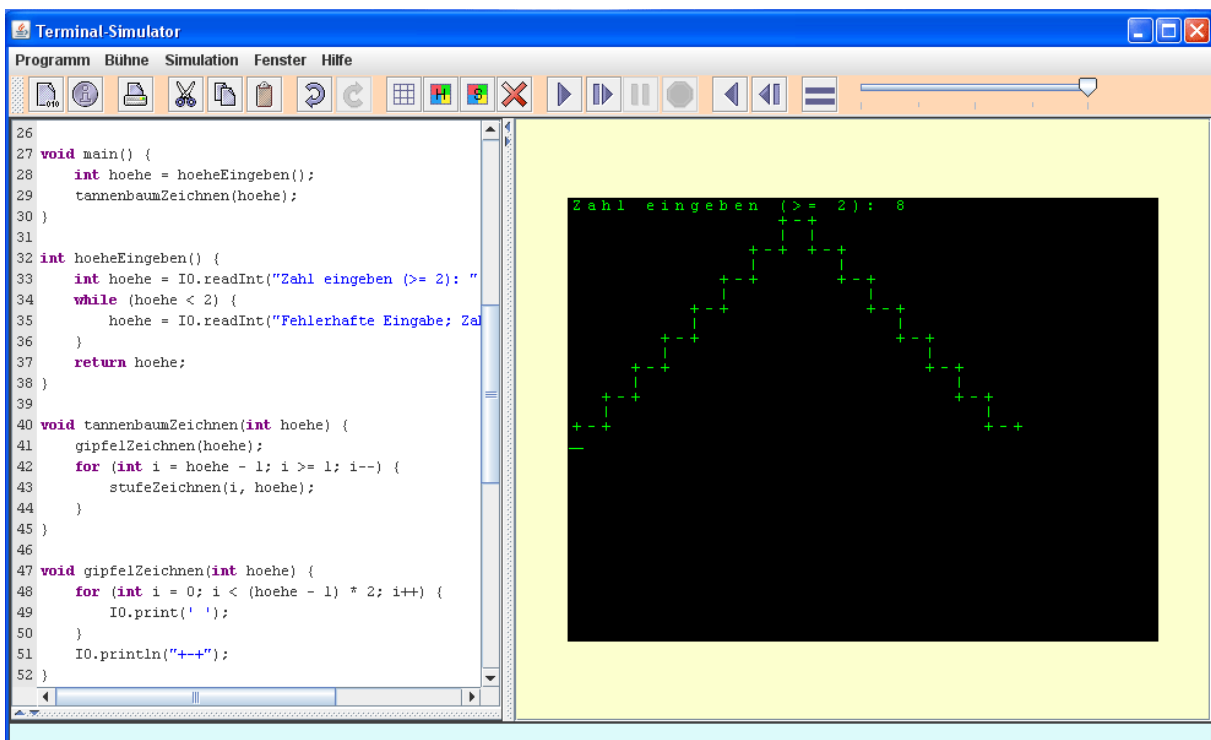 Terminal-Simulator
Programm Bühne Simulation Fenster Hilfe
010
H
S
26
27 void main() {
28     int hoehe = hoeheEingeben();
29     tannenbaumZeichnen(hoehe);
30 }
31
32 int hoeheEingeben() {
33     int hoehe = IO.readInt("Zahl eingeben (>= 2): "
34     while (hoehe < 2) {
35         hoehe = IO.readInt("Fehlerhafte Eingabe; Zal
36     }
37     return hoehe;
38 }
39
40 void tannenbaumZeichnen(int hoehe) {
41     gipfelZeichnen(hoehe);
42     for (int i = hoehe - 1; i >= 1; i--) {
43         stufeZeichnen(i, hoehe);
44     }
45 }
46
47 void gipfelZeichnen(int hoehe) {
48     for (int i = 0; i < (hoehe - 1) * 2; i++) {
49         IO.print(' ');
50     }
51     IO.println("+-+");
52 }
Zahl eingeben (>= 2): 8
              +-+
              | |
            +-+ +-+
            |     |
          +-+     +-+
          |         |
        +-+         +-+
        |             |
      +-+             +-+
      |                 |
    +-+                 +-+
    |                     |
  +-+                     +-+
  |                         |
+-+                         +-+